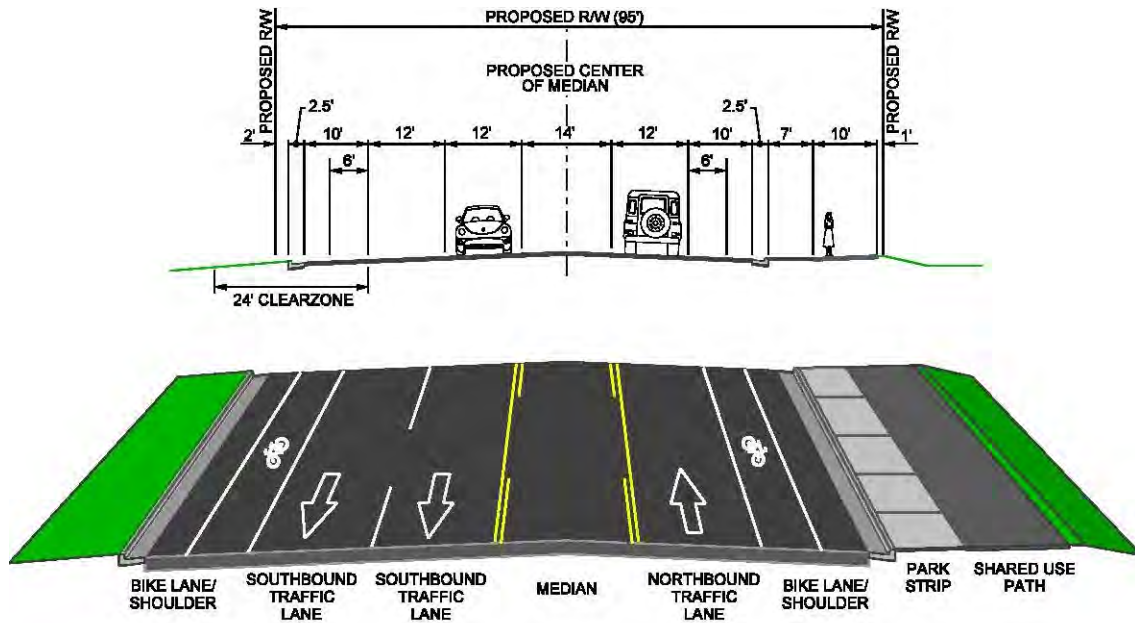 PROPOSED R/W (95')
PROPOSED R/W
PROPOSED R/W
PROPOSED CENTER
OF MEDIAN
2.5'
2.5'
2'
10'
12'
12'
14'
12'
10'
7'
10'
1'
6'
6'
24' CLEARZONE
BIKE LANE/
SHOULDER
SOUTHBOUND
TRAFFIC
LANE
SOUTHBOUND
TRAFFIC
LANE
MEDIAN
NORTHBOUND
TRAFFIC
LANE
BIKE LANE/
SHOULDER
PARK
STRIP
SHARED USE
PATH